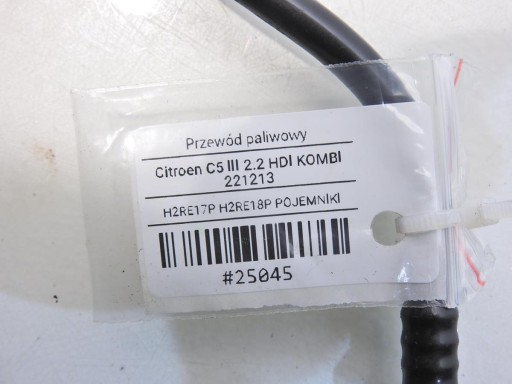 Przewód paliwowy
Citroen C5 III 2.2 HDI KOMBI
221213
H2RE17P H2RE18P POJEMNIKI
#25045